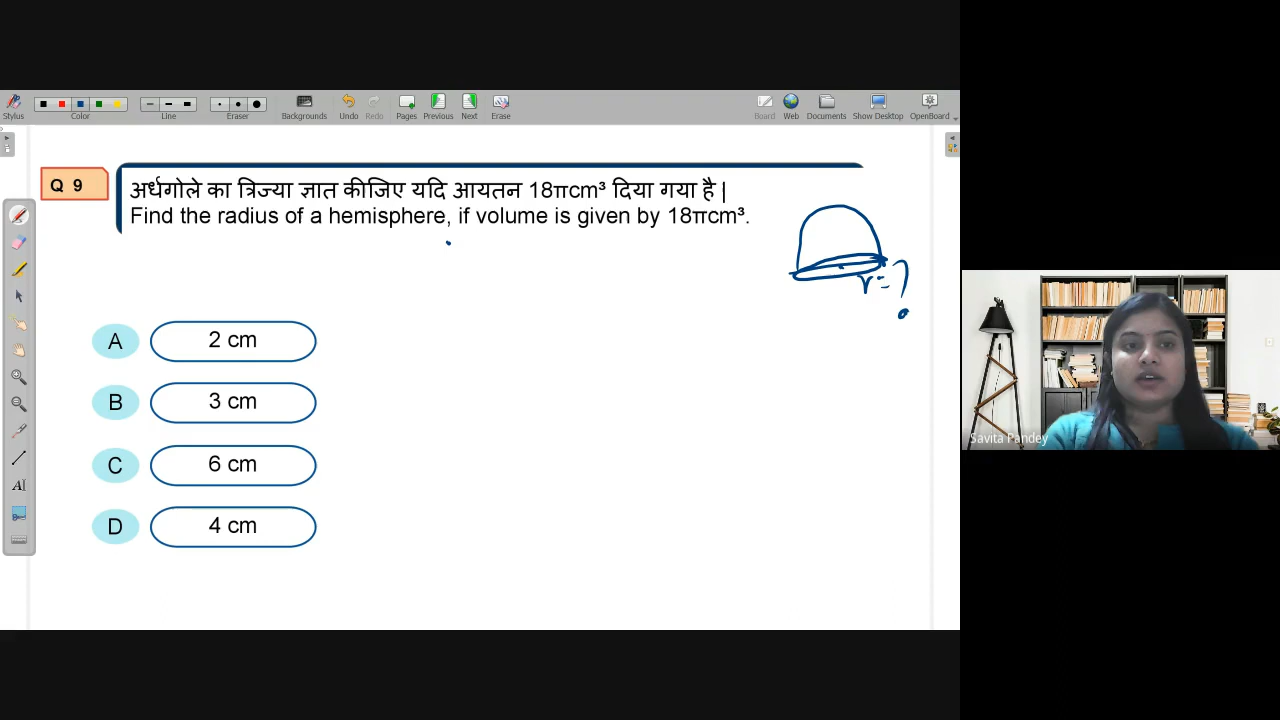 Stylus
Color
Line
Eraser
Backgrounds
Undo
Redo
Pages
Previous
Next
Erase
Board
Web
Documents
Show Desktop
OpenBoard
Q 9
अर्धगोले का त्रिज्या ज्ञात कीजिए यदि आयतन 18πcm³ दिया गया है |
Find the radius of a hemisphere, if volume is given by 18πcm³.
r=?
A 2 cm
B 3 cm
C 6 cm
D 4 cm
Savita Pandey